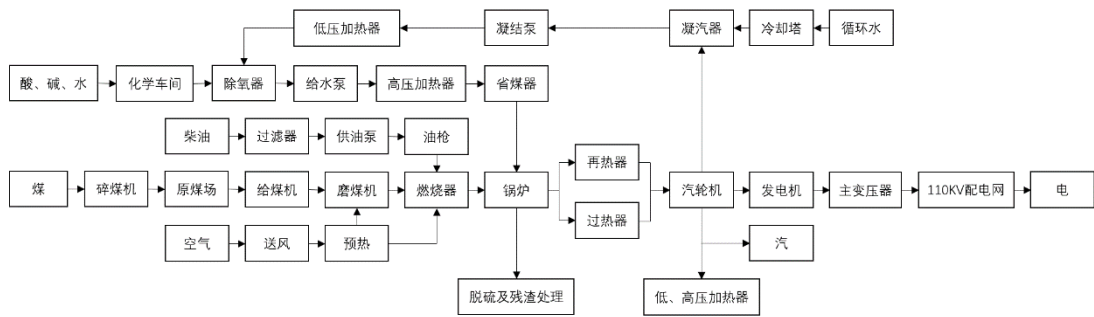 低压加热器
凝结泵
凝汽器
冷却塔
循环水
酸、碱、水
化学车间
除氧器
给水泵
高压加热器
省煤器
柴油
过滤器
供油泵
油枪
再热器
煤
碎煤机
原煤场
给煤机
磨煤机
燃烧器
锅炉
汽轮机
发电机
主变压器
110KV配电网
电
过热器
空气
送风
预热
汽
脱硫及残渣处理
低、高压加热器